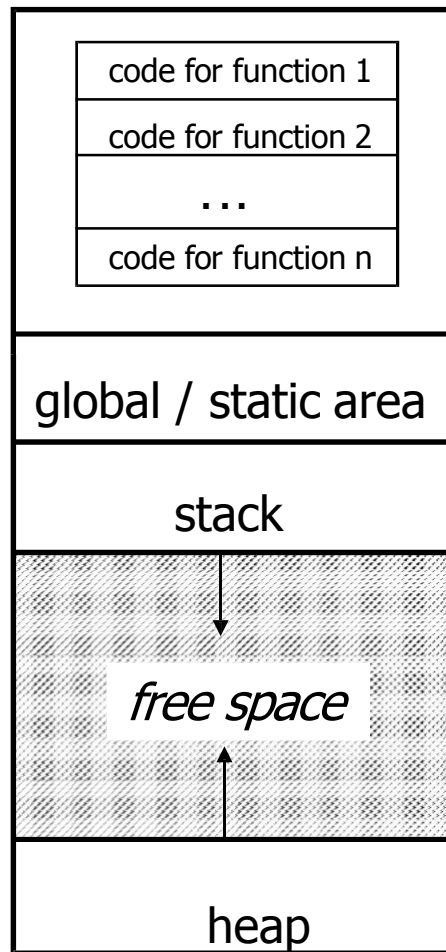 code for function 1
code for function 2
...
code for function n
global / static area
stack
free space
heap